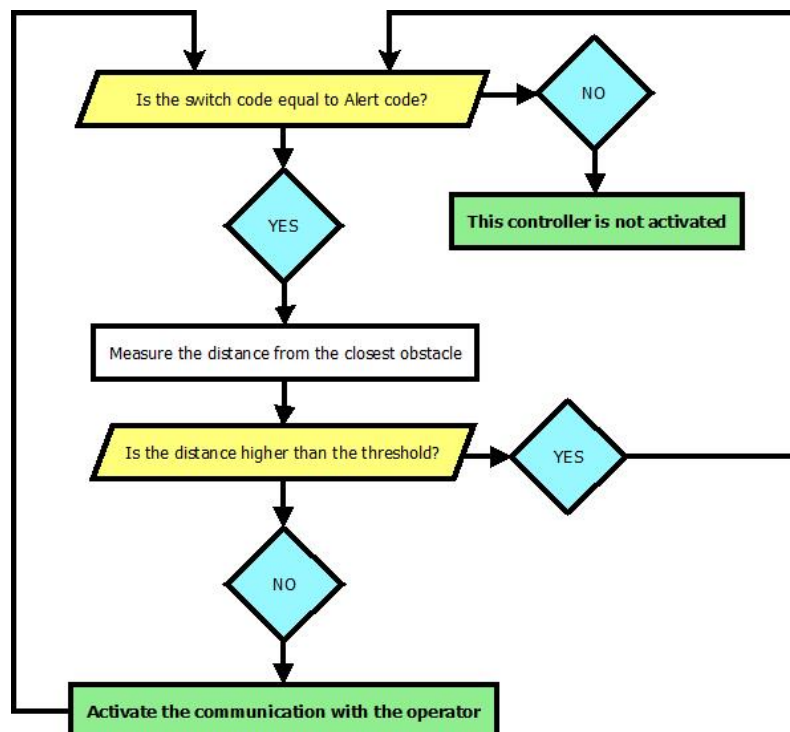 Is the switch code equal to Alert code?
NO
YES
This controller is not activated
Measure the distance from the closest obstacle
Is the distance higher than the threshold?
YES
NO
Activate the communication with the operator